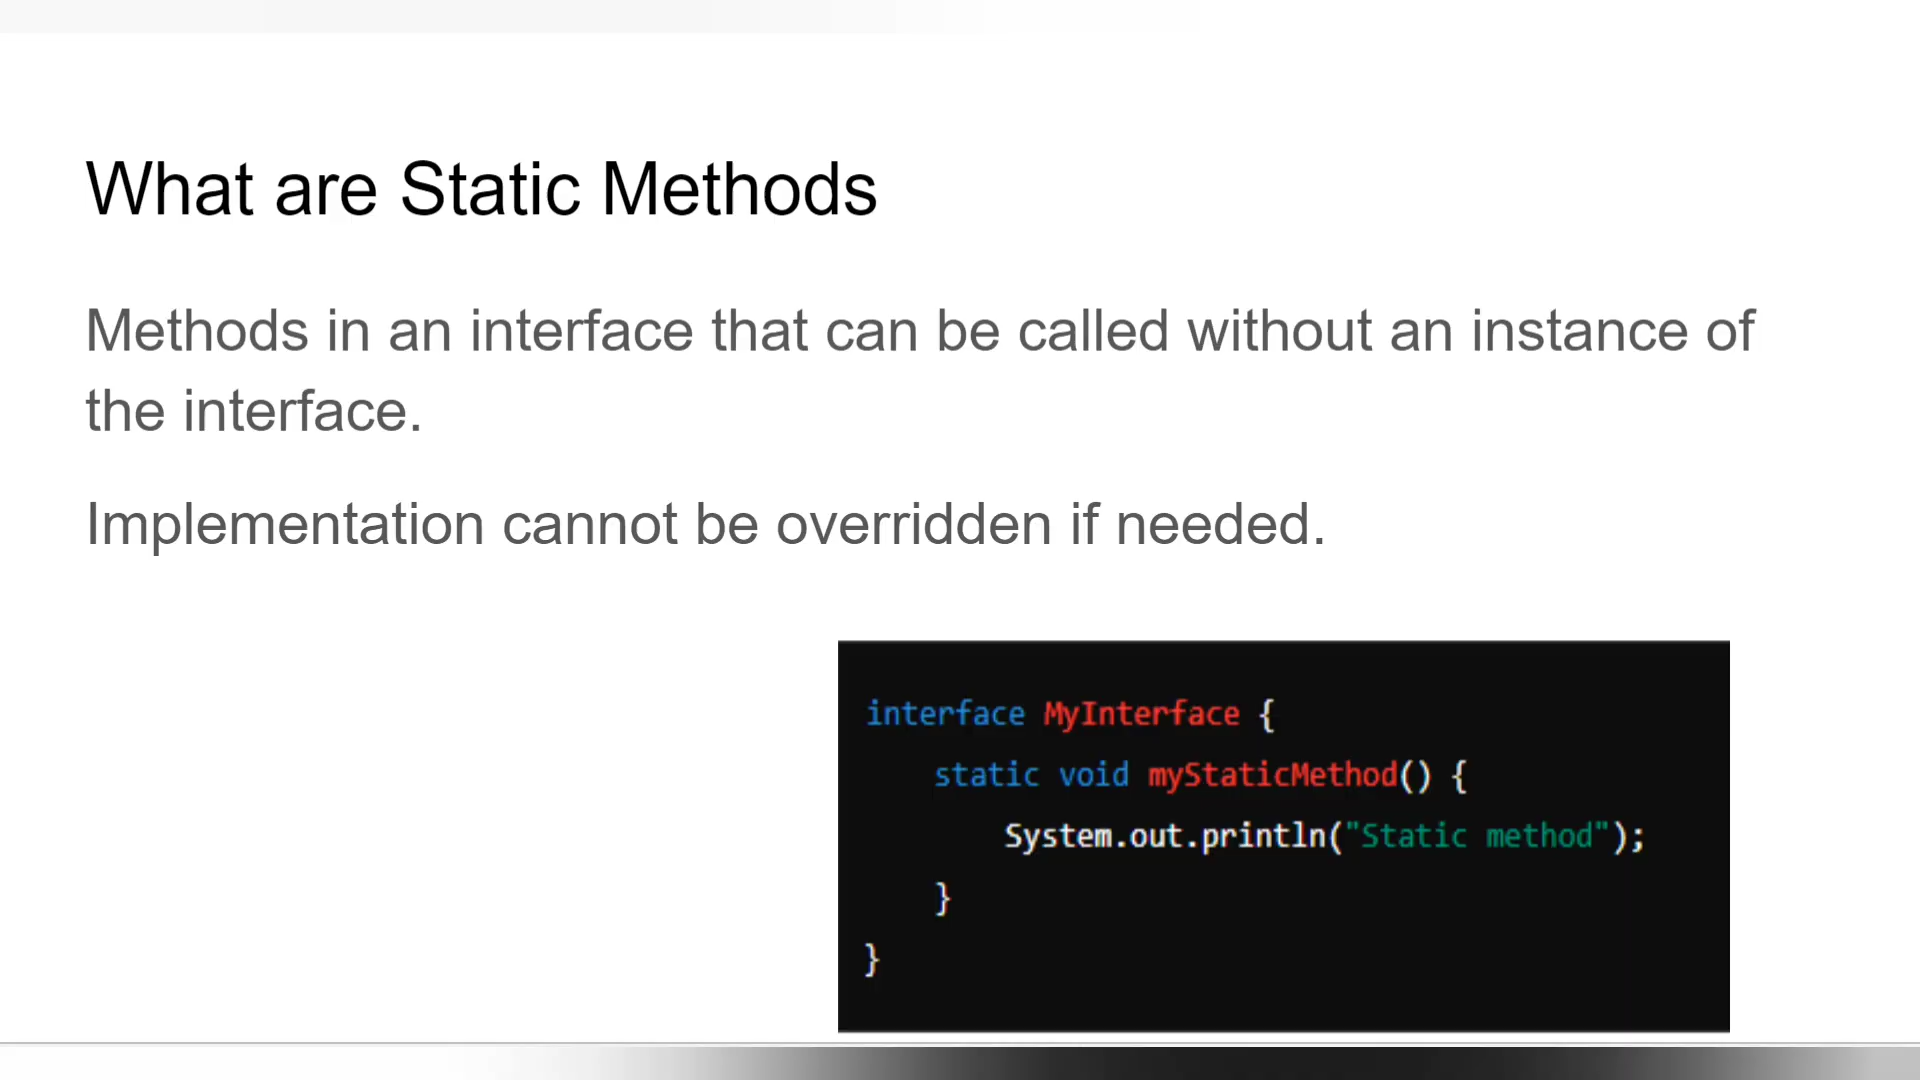 What are Static Methods
Methods in an interface that can be called without an instance of
the interface.
Implementation cannot be overridden if needed.
interface MyInterface {
    static void myStaticMethod() {
        System.out.println("Static method");
    }
}